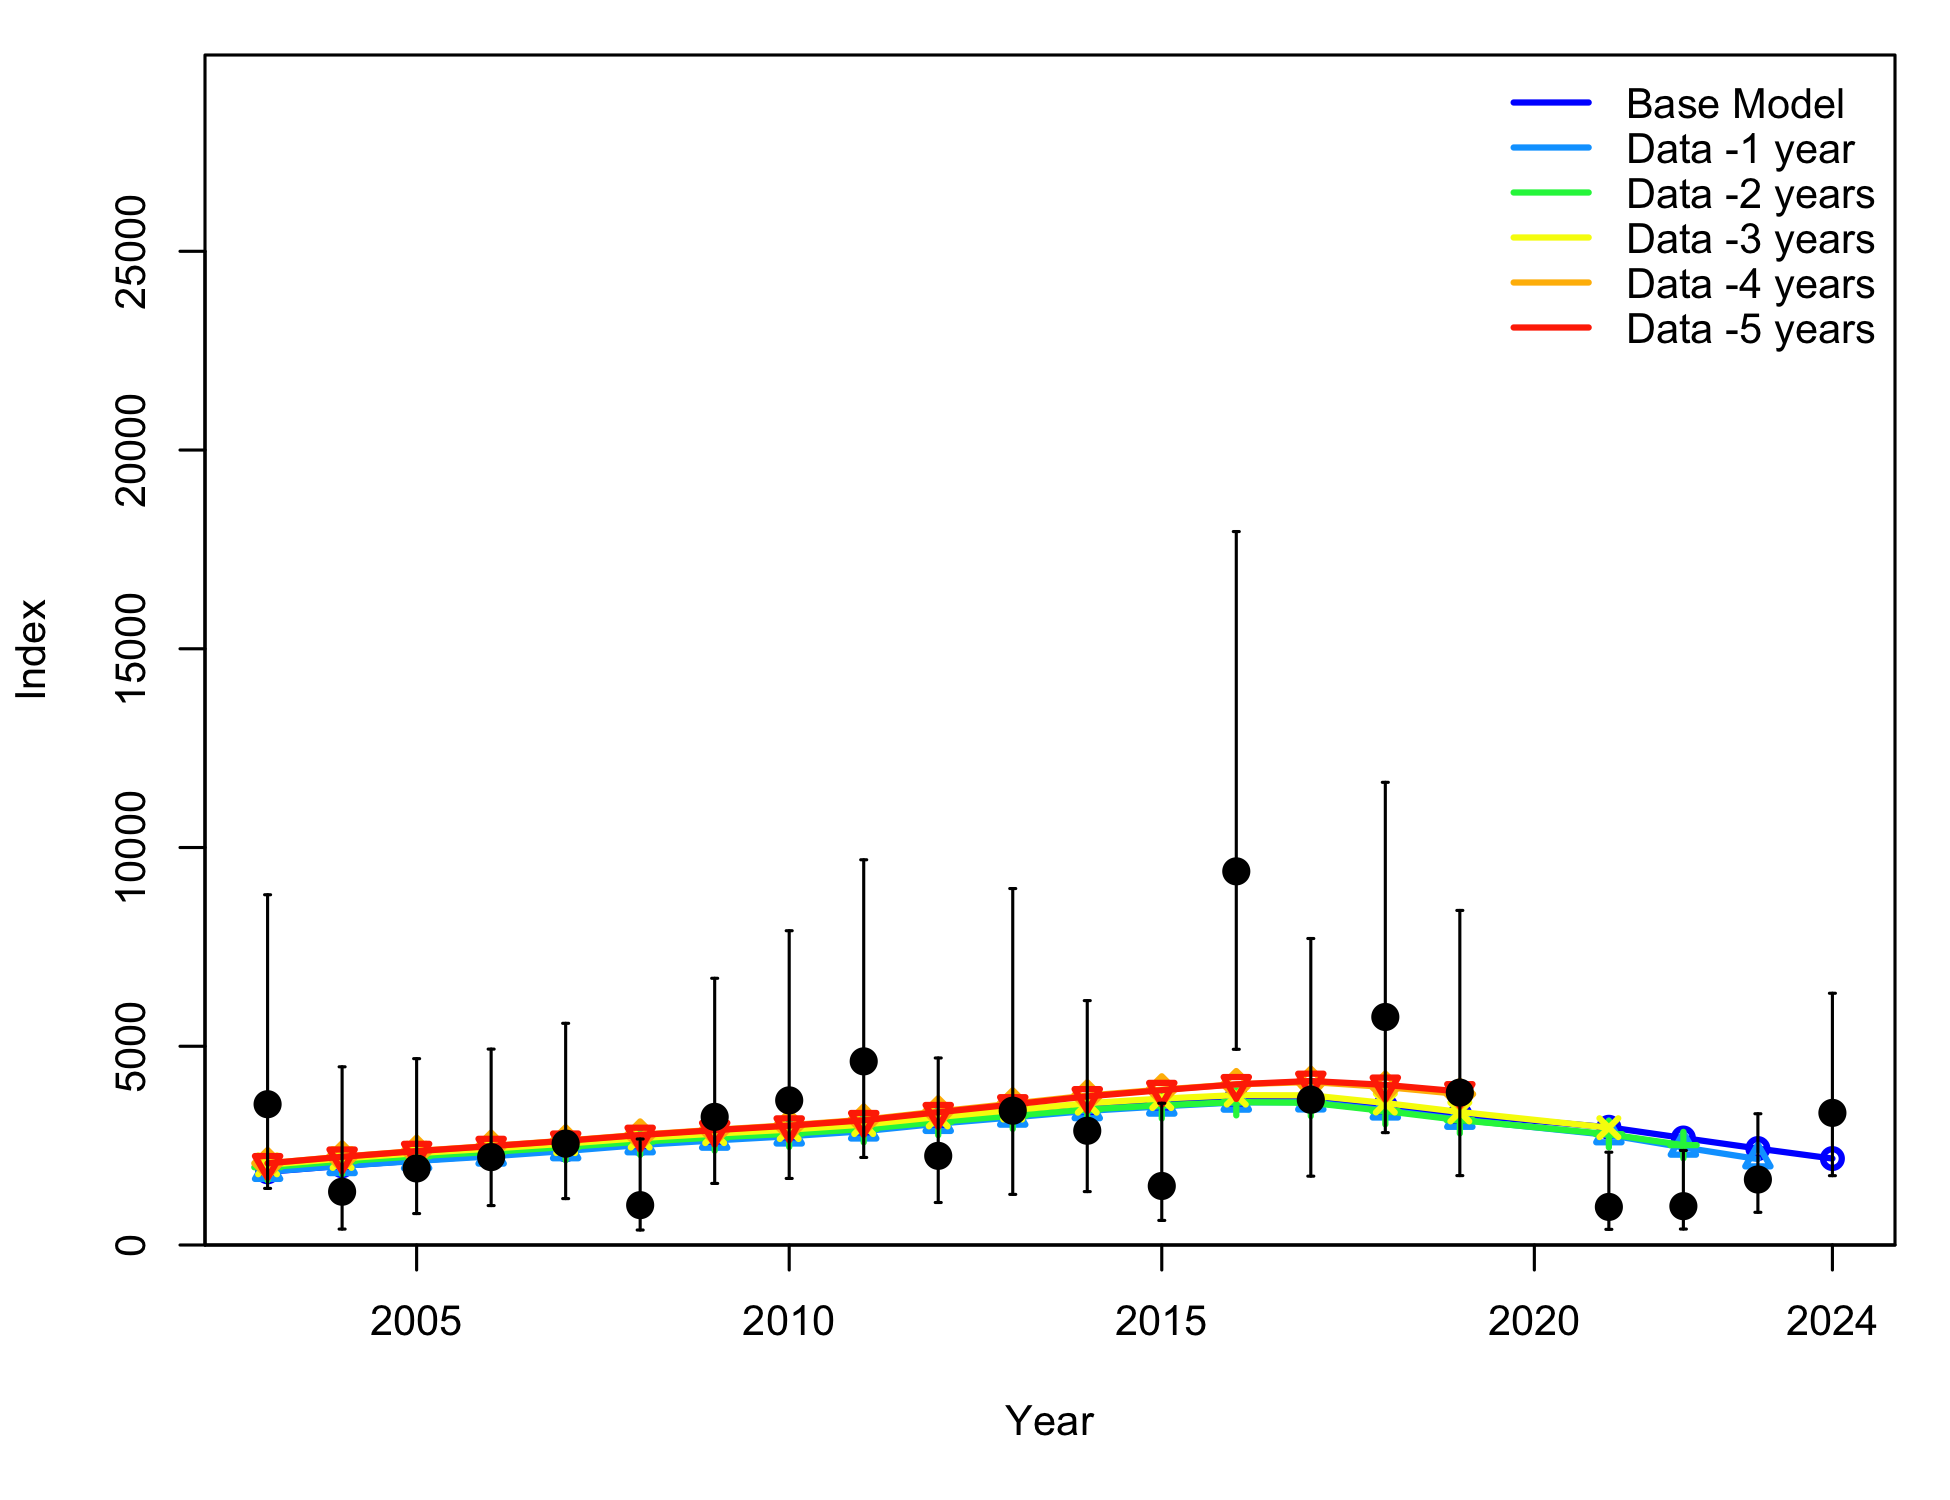 Base Model
Data -1 year
Data -2 years
Data -3 years
Data -4 years
Data -5 years
Index
25000
20000
15000
10000
5000
0
2005 2010 2015 2020 2024
Year